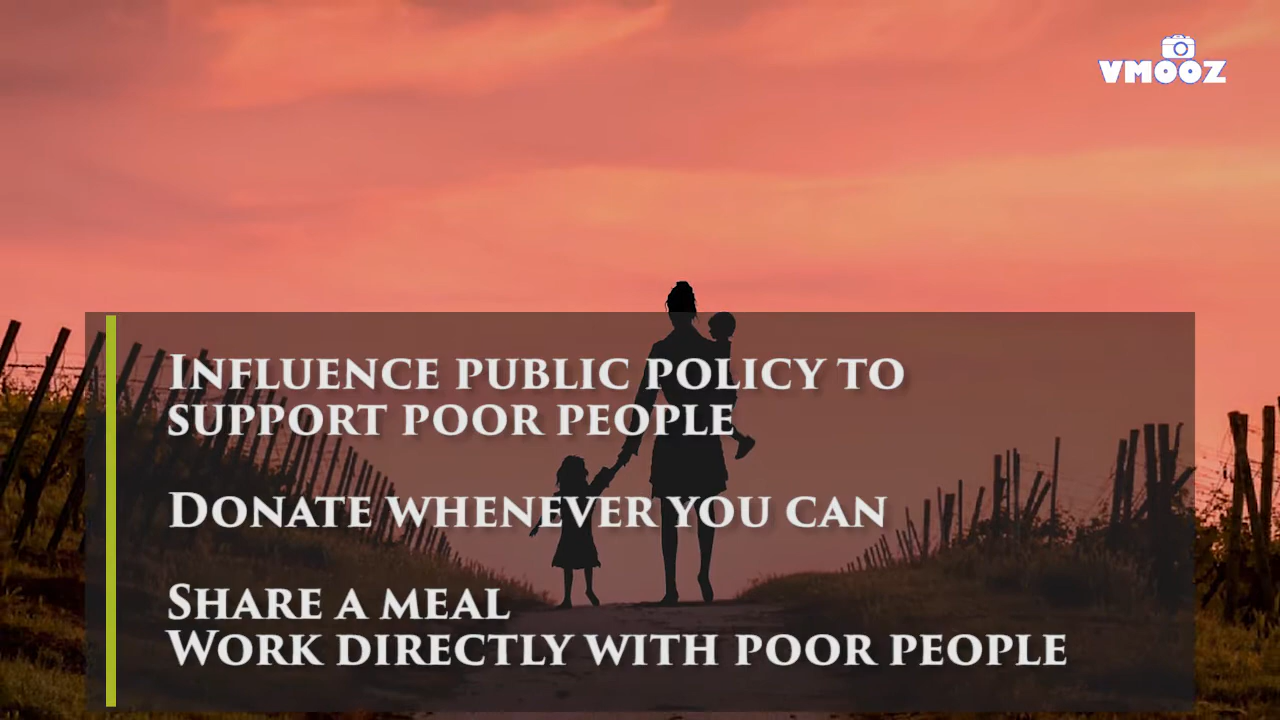 VMOOZ
Influence public policy to
support poor people
Donate whenever you can
Share a meal
Work directly with poor people